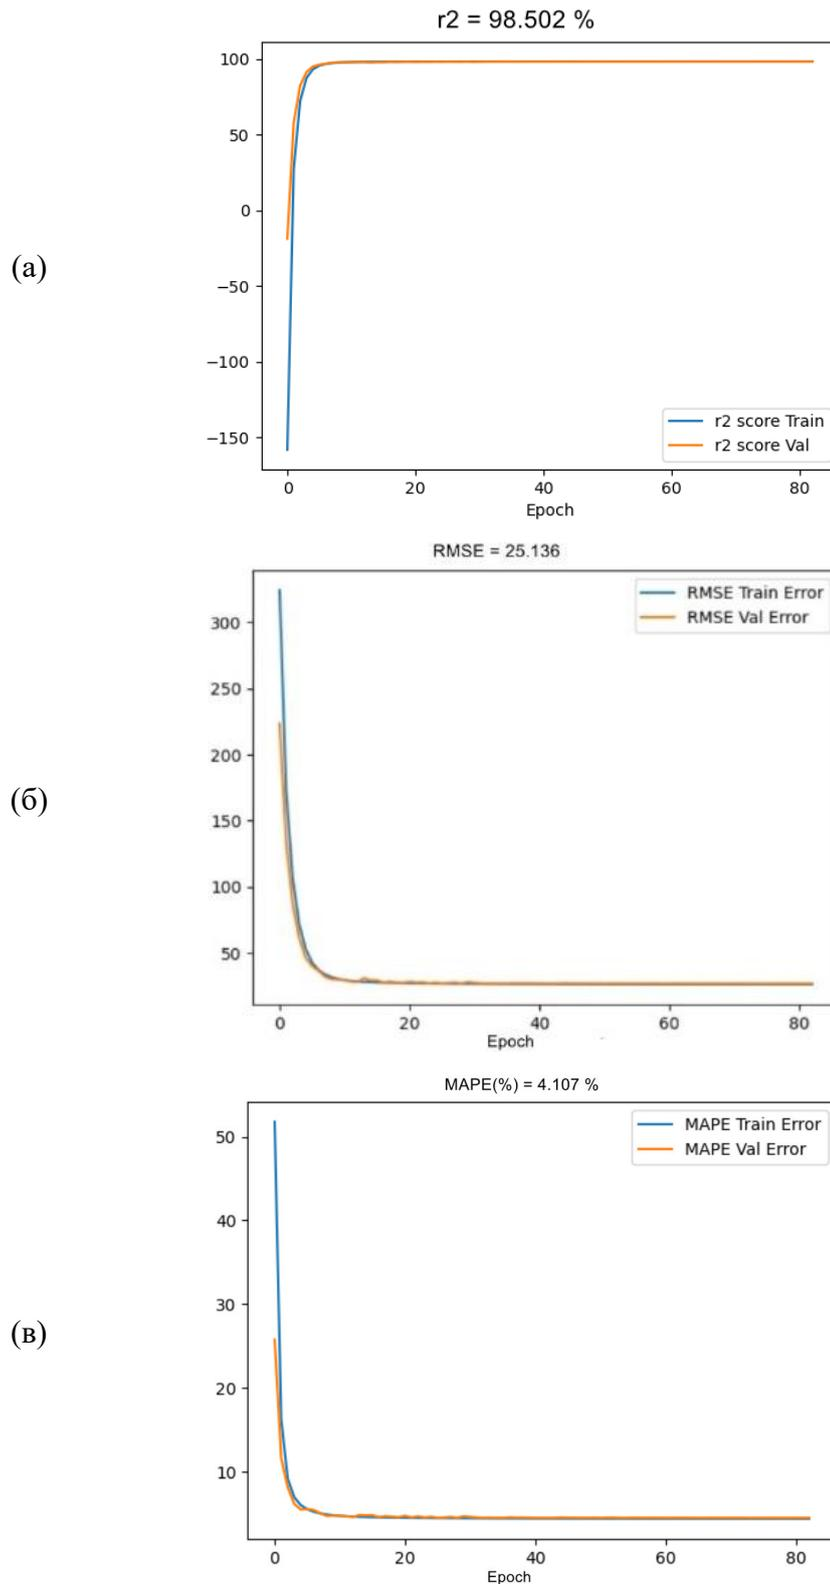 r2 = 98.502 %
100
50
0
−50
−100
−150
(а)
r2 score Train
r2 score Val
0 20 40 60 80
Epoch
RMSE = 25.136
RMSE Train Error
RMSE Val Error
300
250
200
150
100
50
(б)
0 20 40 60 80
Epoch
MAPE(%) = 4.107 %
MAPE Train Error
MAPE Val Error
50
40
30
20
10
(в)
0 20 40 60 80
Epoch